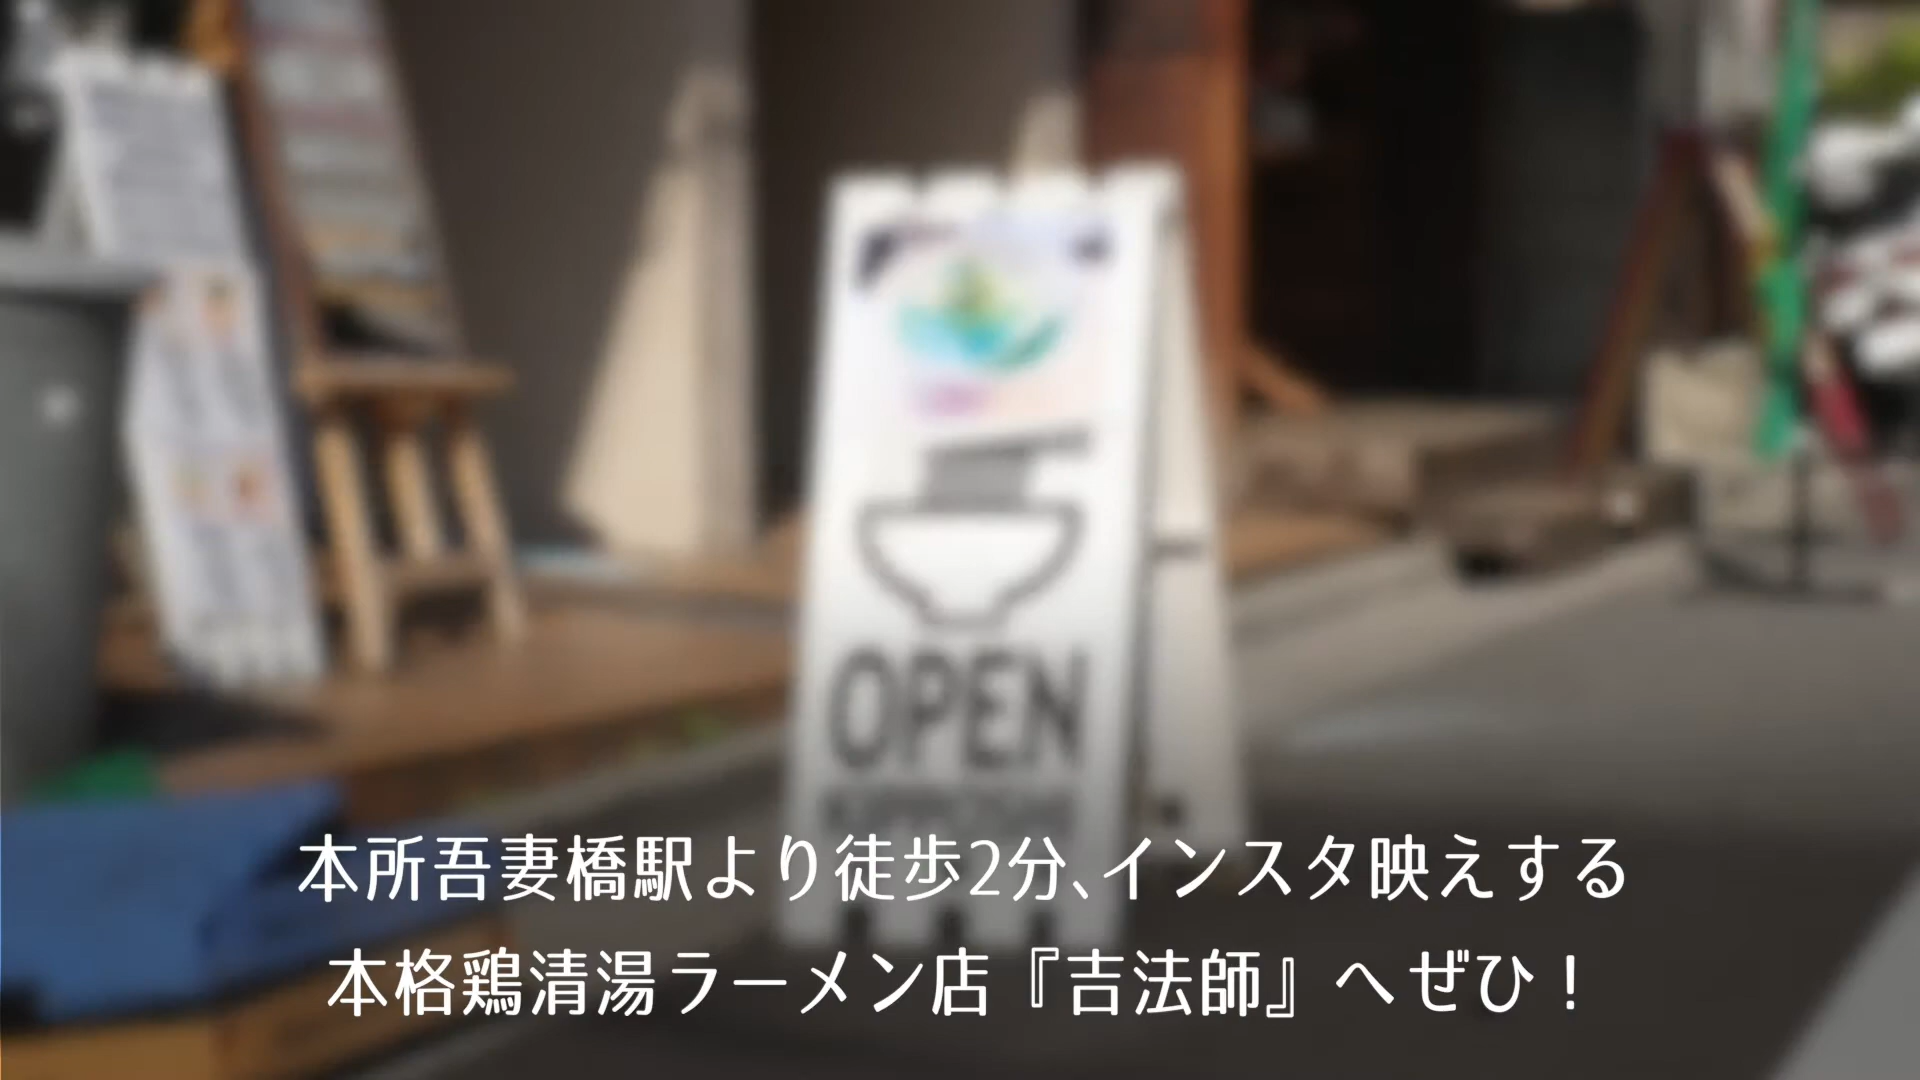 OPEN
本所吾妻橋駅より徒歩2分､インスタ映えする
本格鶏清湯ラーメン店『吉法師』へぜひ！